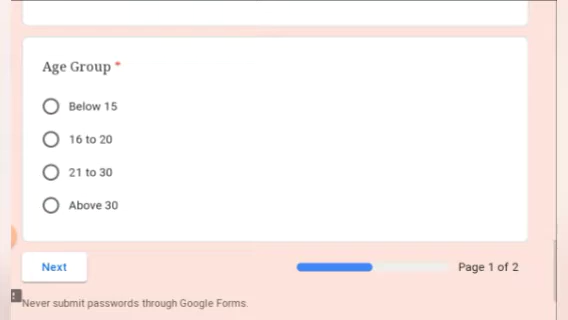 Age Group *
Below 15
16 to 20
21 to 30
Above 30
Next
Page 1 of 2
Never submit passwords through Google Forms.